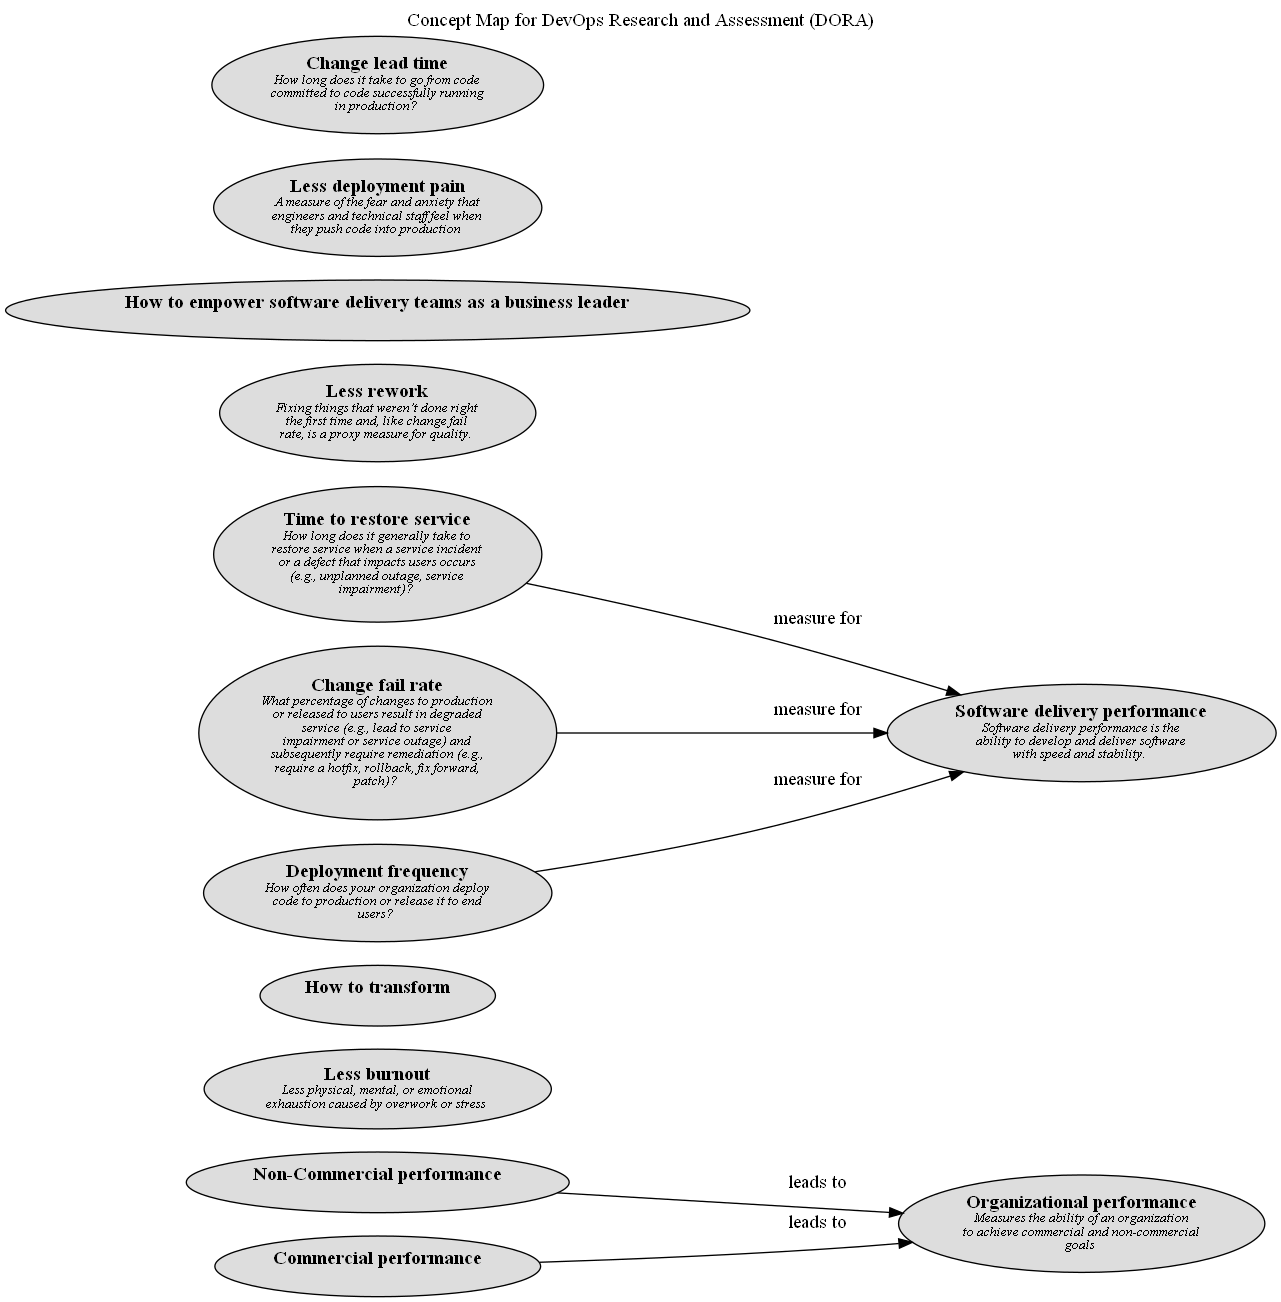 Concept Map for DevOps Research and Assessment (DORA)
Change lead time
How long does it take to go from code
committed to code successfully running
in production?
Less deployment pain
A measure of the fear and anxiety that
engineers and technical staff feel when
they push code into production
How to empower software delivery teams as a business leader
Less rework
Fixing things that weren't done right
the first time and, like change fail
rate, is a proxy measure for quality.
Time to restore service
How long does it generally take to
restore service when a service incident
or a defect that impacts users occurs
(e.g., unplanned outage, service
impairment)?
measure for
Change fail rate
What percentage of changes to production
or released to users result in degraded
service (e.g., lead to service
impairment or service outage) and
subsequently require remediation (e.g.,
require a hotfix, rollback, fix forward,
patch)?
measure for
Software delivery performance
Software delivery performance is the
ability to develop and deliver software
with speed and stability.
measure for
Deployment frequency
How often does your organization deploy
code to production or release it to end
users?
How to transform
Less burnout
Less physical, mental, or emotional
exhaustion caused by overwork or stress
Non-Commercial performance
leads to
Organizational performance
Measures the ability of an organization
to achieve commercial and non-commercial
goals
leads to
Commercial performance